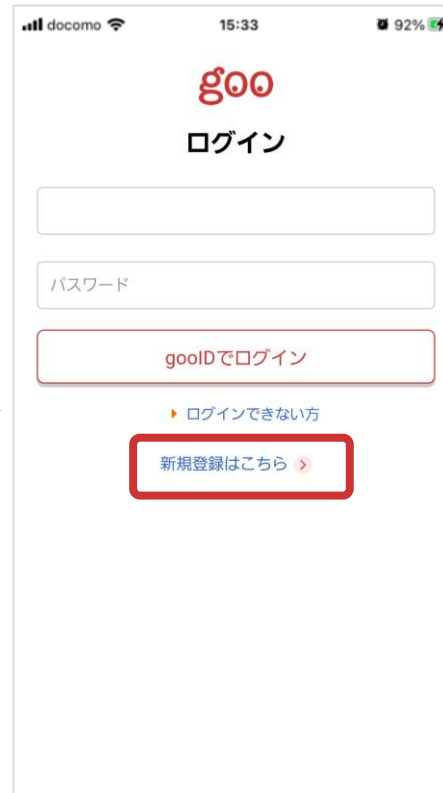 docomo 15:33 92%
goo
ログイン
パスワード
gooIDでログイン
ログインできない方
新規登録はこちら